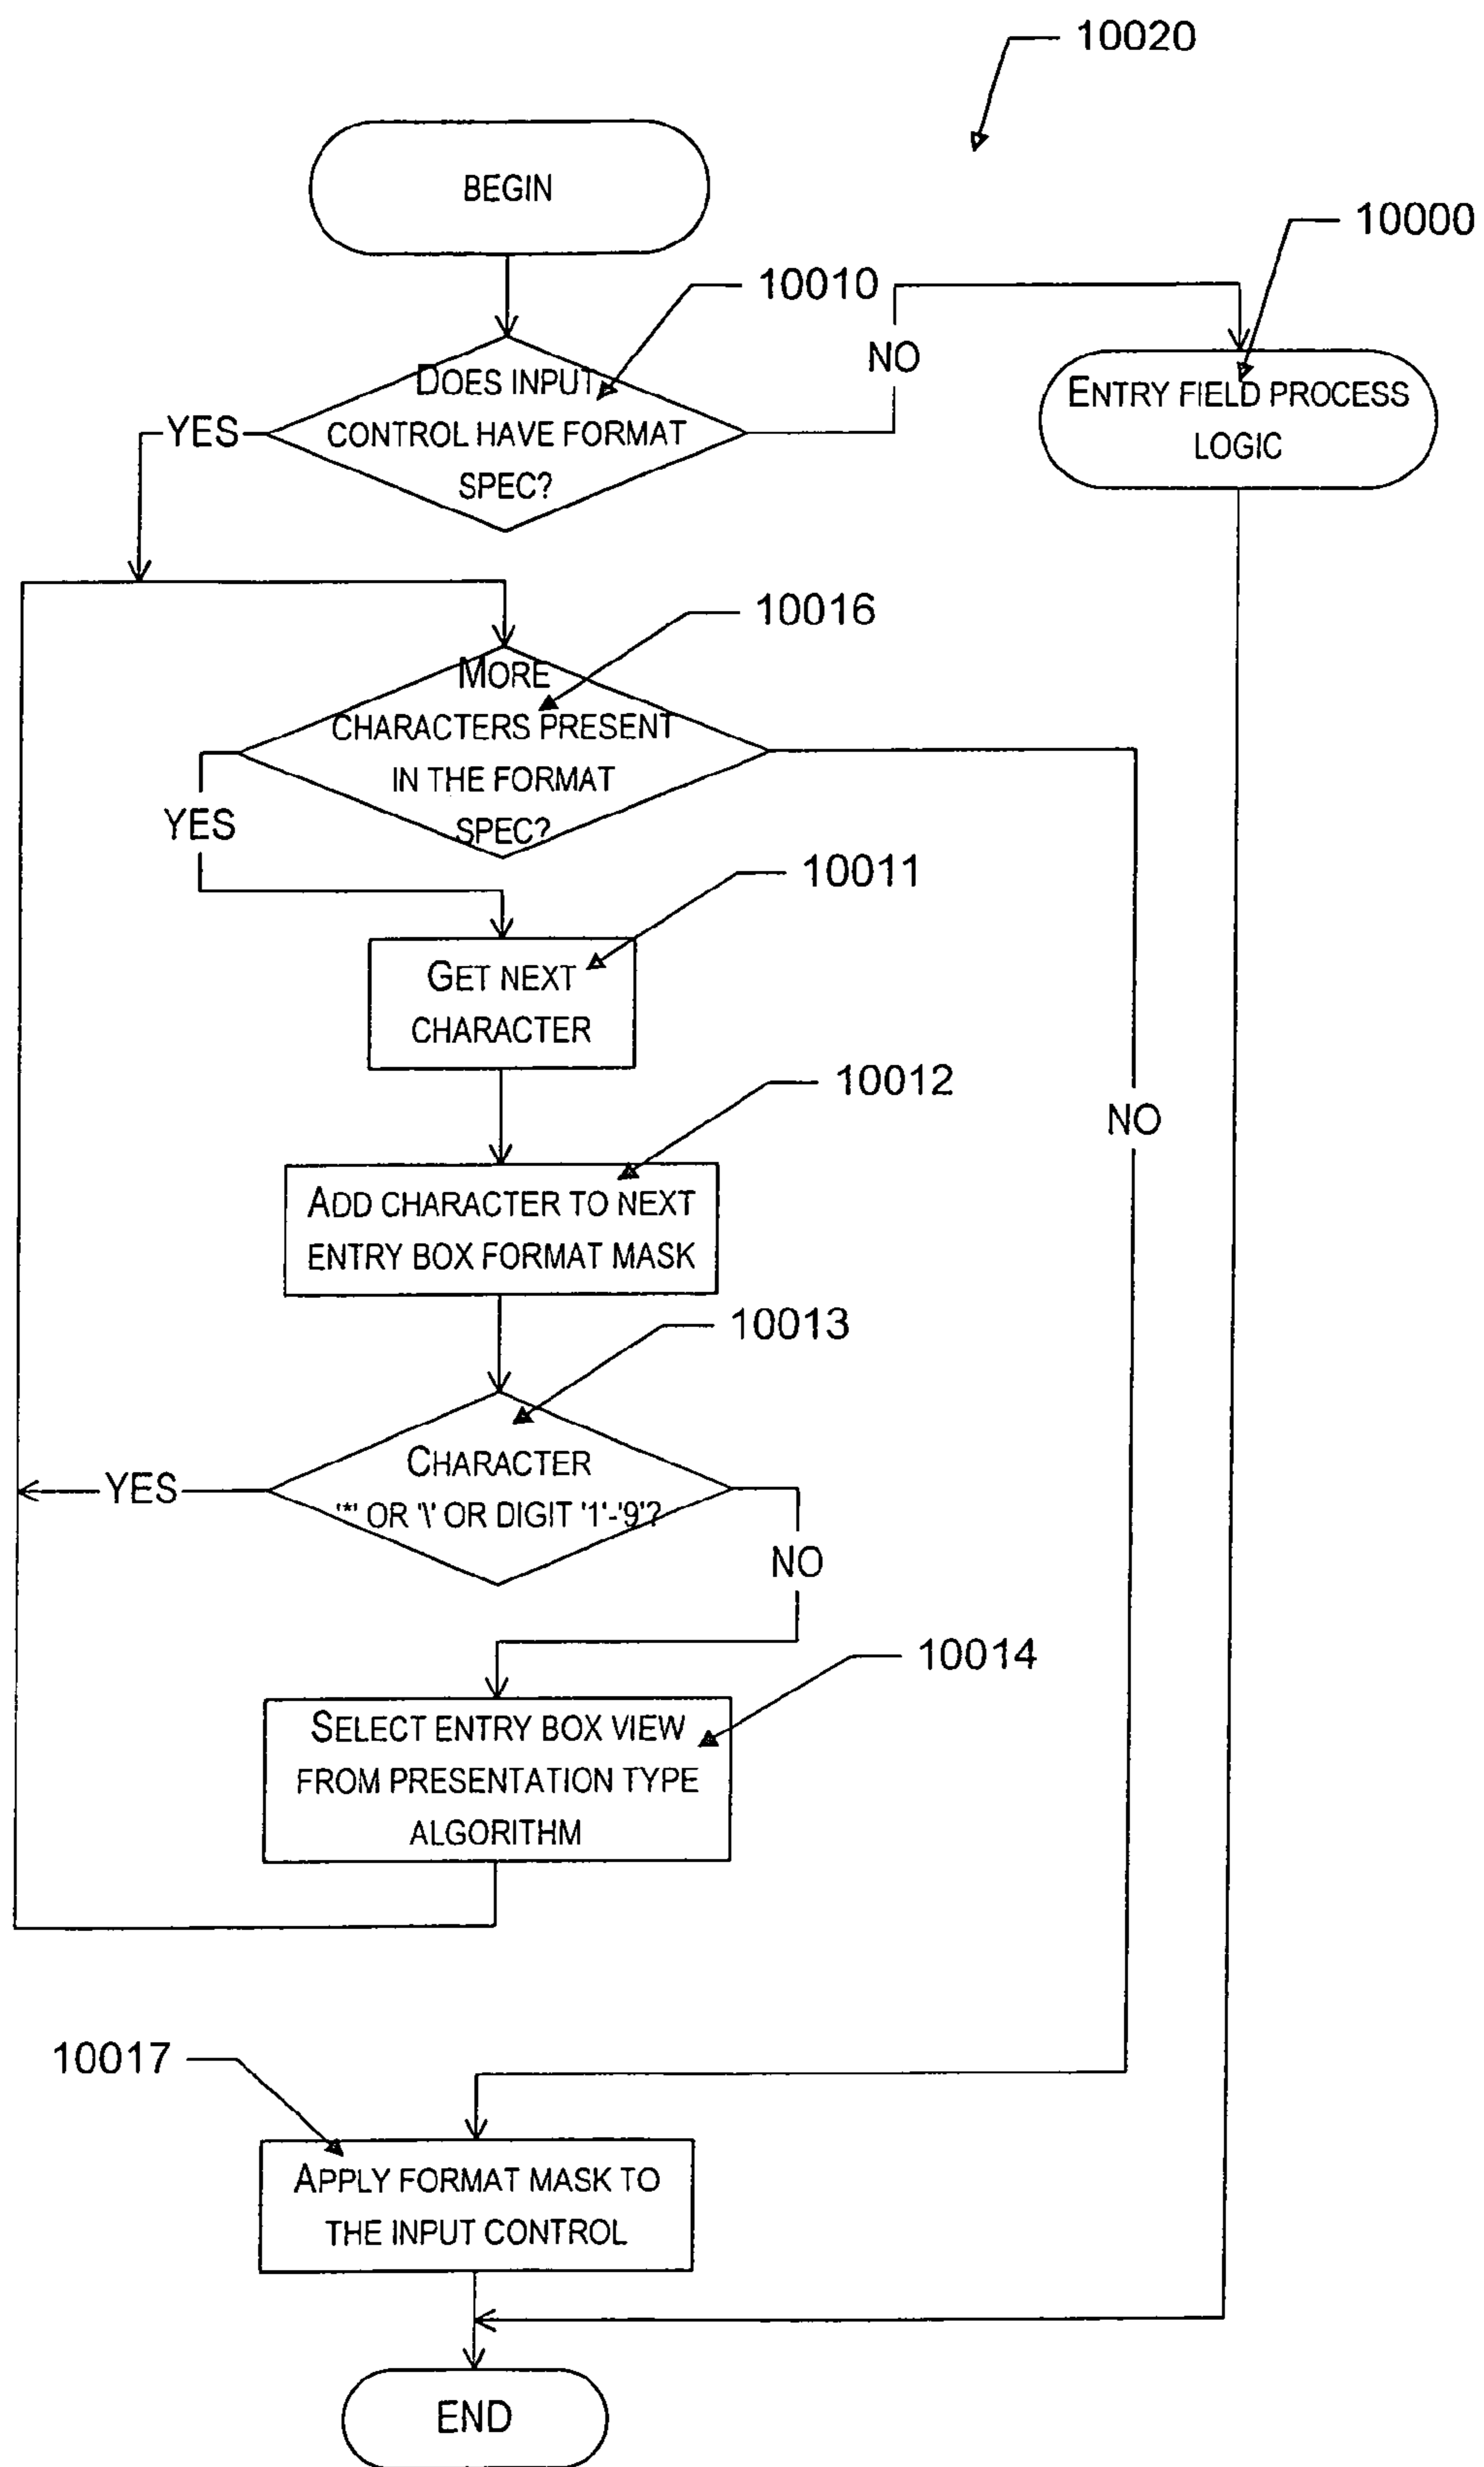 10020
BEGIN
10000
10010
NO
DOES INPUT
CONTROL HAVE FORMAT
SPEC?
YES
ENTRY FIELD PROCESS
LOGIC
10016
MORE
CHARACTERS PRESENT
IN THE FORMAT
SPEC?
YES
10011
GET NEXT
CHARACTER
10012
NO
ADD CHARACTER TO NEXT
ENTRY BOX FORMAT MASK
10013
CHARACTER
'*' OR '\' OR DIGIT '1'-'9'?
YES
NO
10014
SELECT ENTRY BOX VIEW
FROM PRESENTATION TYPE
ALGORITHM
10017
APPLY FORMAT MASK TO
THE INPUT CONTROL
END